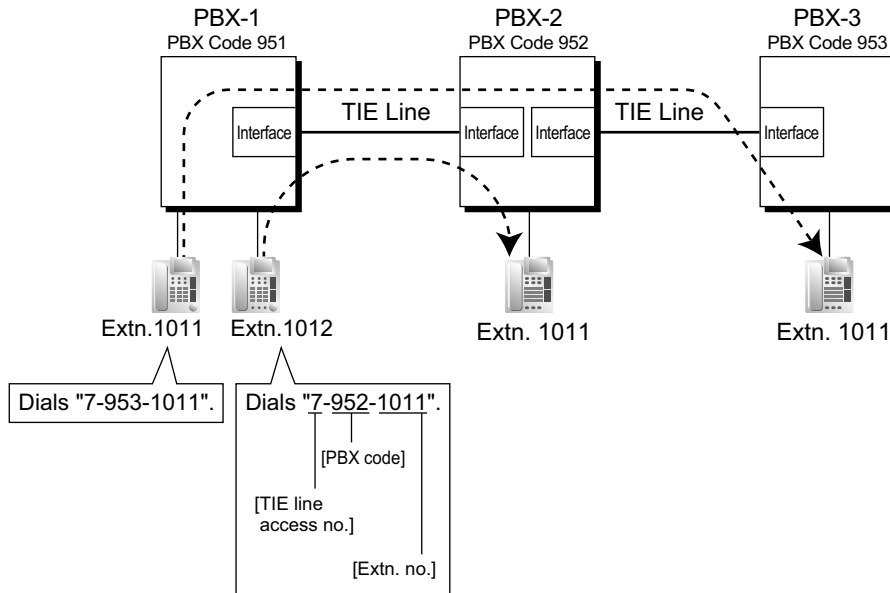 PBX-1
PBX Code 951
PBX-2
PBX Code 952
PBX-3
PBX Code 953
Interface
TIE Line
Interface
Interface
TIE Line
Interface
Extn.1011
Extn.1012
Extn. 1011
Extn. 1011
Dials "7-953-1011".
Dials "7-952-1011".
[PBX code]
[TIE line
access no.]
[Extn. no.]